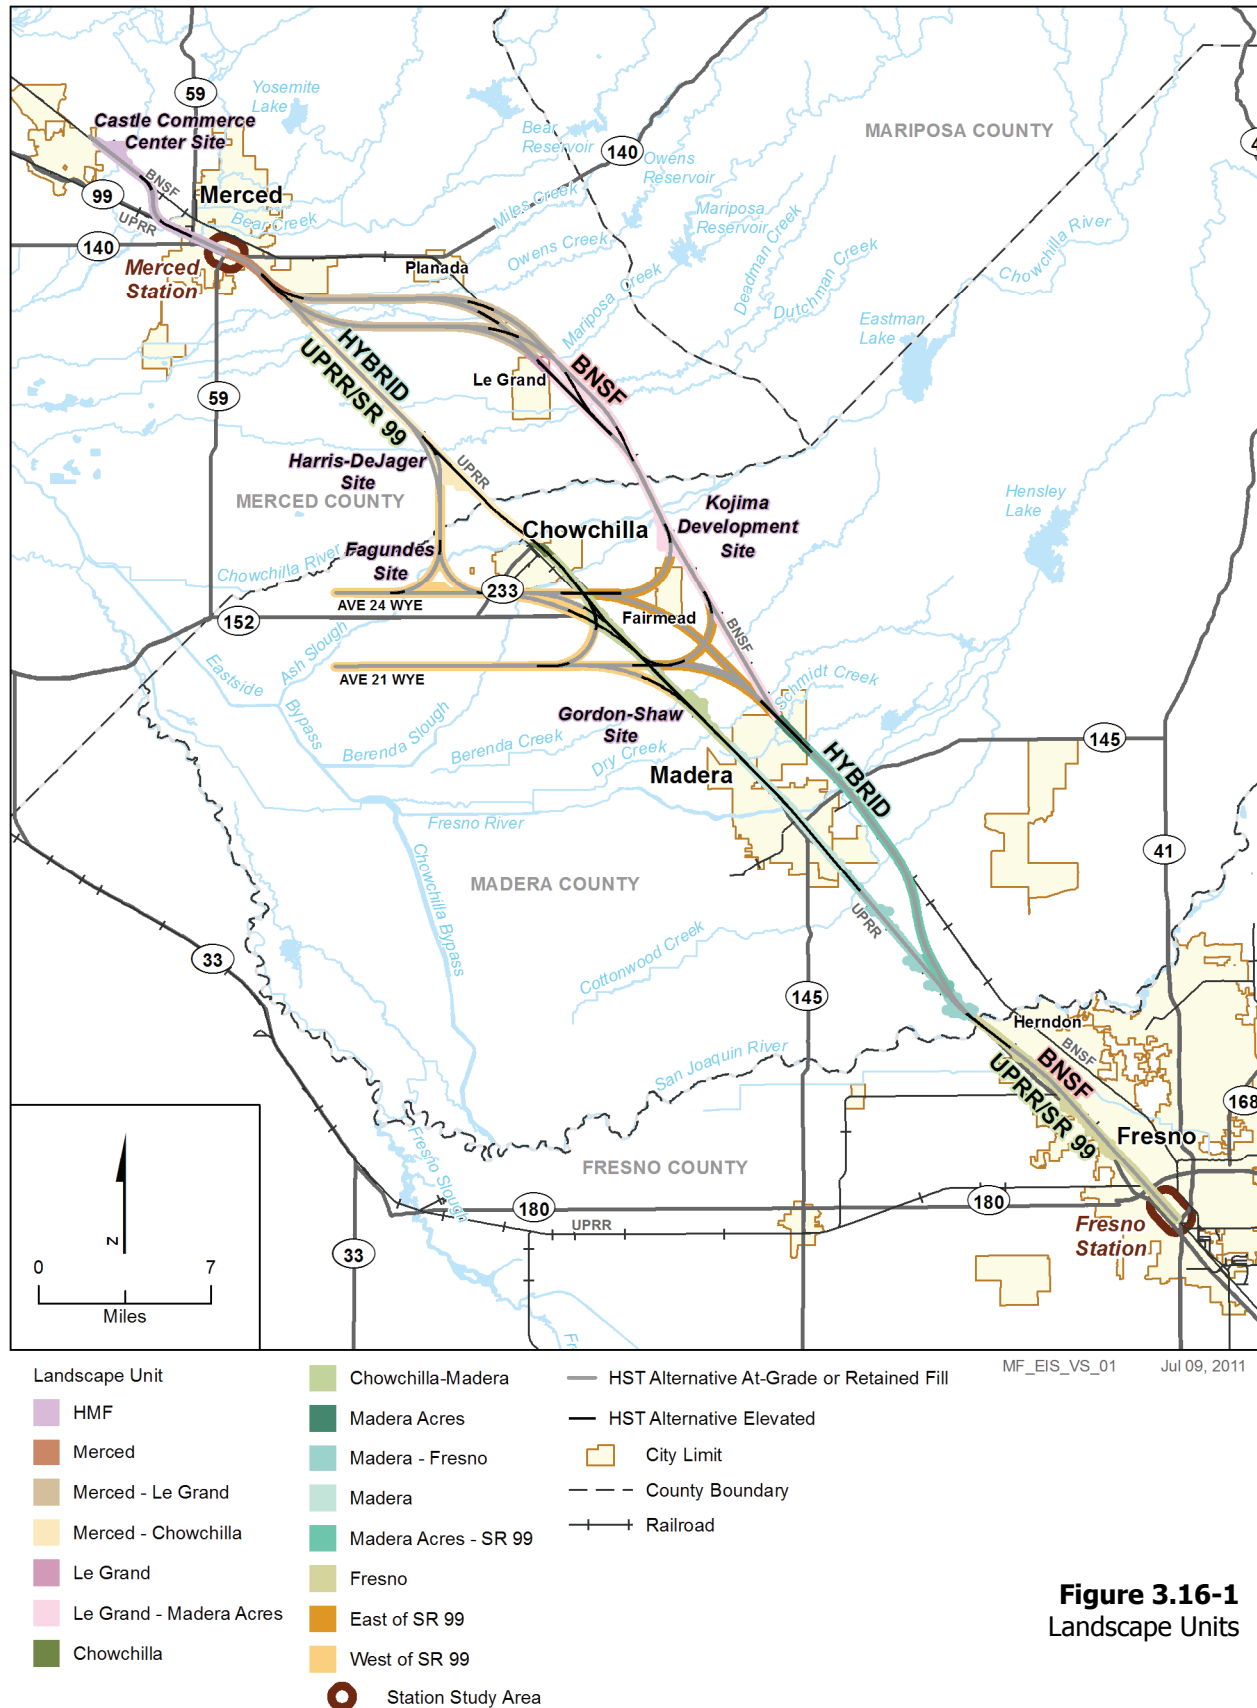 59
Yosemite
Lake
Castle Commerce
Center Site
Bear
Reservoir
MARIPOSA COUNTY
140
Owens
Reservoir
99
BNSF
Merced
UPRR
Bear Creek
Miles Creek
Mariposa
Reservoir
140
Owens Creek
Deadman Creek
Dutchman Creek
Chowchilla River
Merced
Station
Planada
Mariposa Creek
Eastman
Lake
HYBRID
UPRR/SR 99
BNSF
Le Grand
59
Harris-DeJager
Site
UPRR
MERCED COUNTY
Kojima
Development
Site
Hensley
Lake
Chowchilla
Fagundes
Site
Chowchilla River
233
AVE 24 WYE
152
Fairmead
BNSF
Ash Slough
Eastside
Bypass
AVE 21 WYE
Schmidt Creek
Gordon-Shaw
Site
Berenda Slough
Berenda Creek
Dry Creek
145
Madera
HYBRID
Fresno River
41
Chowchilla Bypass
MADERA COUNTY
UPRR
33
Cottonwood Creek
145
Herndon
BNSF
San Joaquin River
BNSF
UPRR/SR 99
168
Fresno
Fresno Slough
FRESNO COUNTY
180
180
UPRR
Fresno
Station
33
z
0 7
Miles
MF_EIS_VS_01 Jul 09, 2011
Landscape Unit
HMF
Merced
Merced - Le Grand
Merced - Chowchilla
Le Grand
Le Grand - Madera Acres
Chowchilla
Chowchilla-Madera
Madera Acres
Madera - Fresno
Madera
Madera Acres - SR 99
Fresno
East of SR 99
West of SR 99
Station Study Area
HST Alternative At-Grade or Retained Fill
HST Alternative Elevated
City Limit
County Boundary
Railroad
Figure 3.16-1
Landscape Units